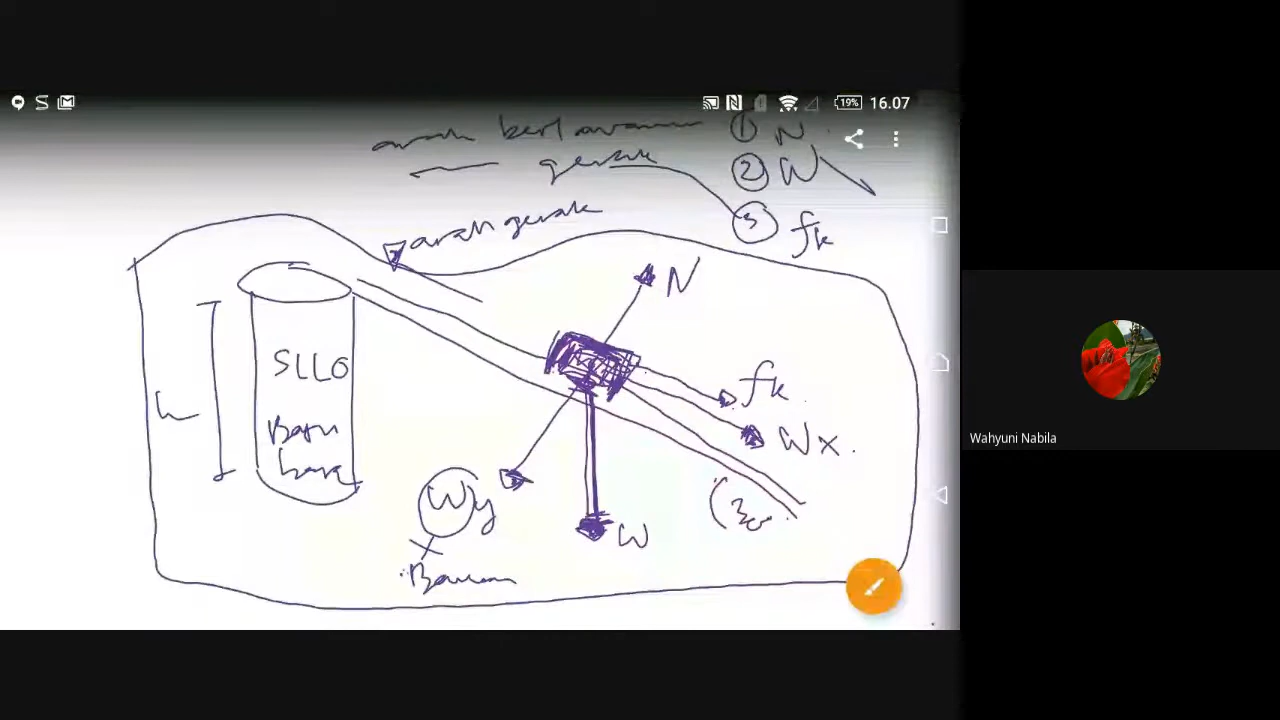 16.07
19%
arah berlawanan
gerak
① N
② W
③ fk
arah gerak
N
SILO
Batu
bara
h
fk
Wx
Wy
W
Wahyuni Nabila